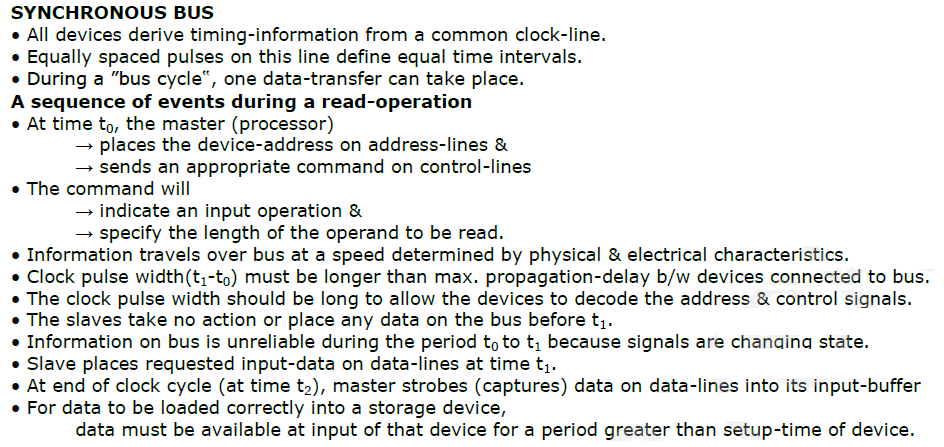 SYNCHRONOUS BUS
• All devices derive timing-information from a common clock-line.
• Equally spaced pulses on this line define equal time intervals.
• During a ”bus cycle‟, one data-transfer can take place.
A sequence of events during a read-operation
• At time t₀, the master (processor)
→ places the device-address on address-lines &
→ sends an appropriate command on control-lines
• The command will
→ indicate an input operation &
→ specify the length of the operand to be read.
• Information travels over bus at a speed determined by physical & electrical characteristics.
• Clock pulse width(t₁-t₀) must be longer than max. propagation-delay b/w devices connected to bus.
• The clock pulse width should be long to allow the devices to decode the address & control signals.
• The slaves take no action or place any data on the bus before t₁.
• Information on bus is unreliable during the period t₀ to t₁ because signals are changing state.
• Slave places requested input-data on data-lines at time t₁.
• At end of clock cycle (at time t₂), master strobes (captures) data on data-lines into its input-buffer
• For data to be loaded correctly into a storage device,
data must be available at input of that device for a period greater than setup-time of device.